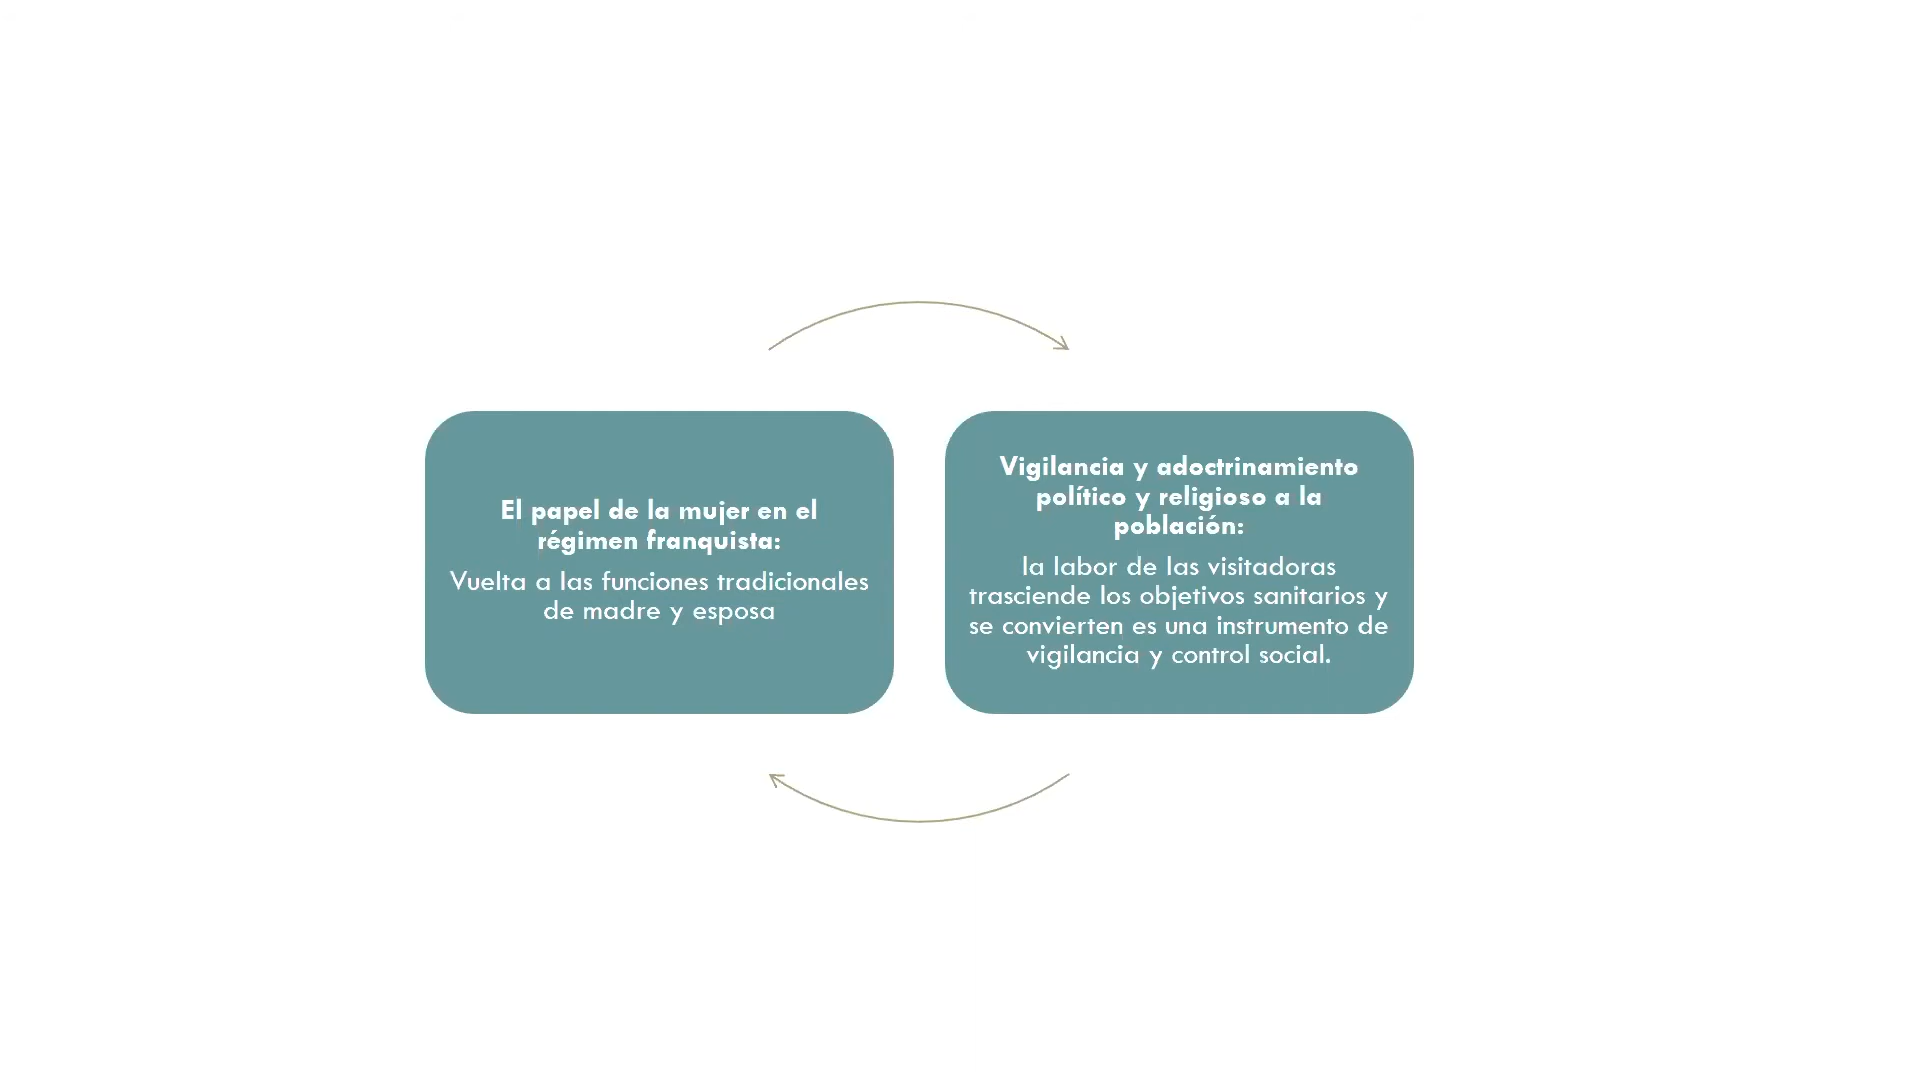 El papel de la mujer en el
régimen franquista:
Vuelta a las funciones tradicionales
de madre y esposa
Vigilancia y adoctrinamiento
político y religioso a la
población:
la labor de las visitadoras
trasciende los objetivos sanitarios y
se convierten es una instrumento de
vigilancia y control social.